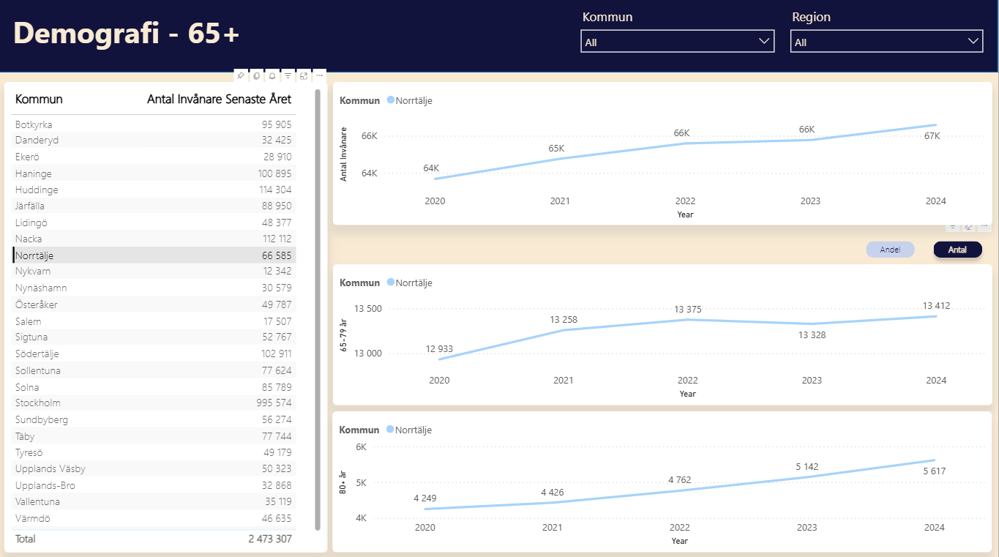 Demografi - 65+
Kommun
All
Region
All
Kommun Antal Invånare Senaste Året
Botkyrka 95 905
Danderyd 32 425
Ekerö 28 910
Haninge 100 895
Huddinge 114 304
Järfälla 88 950
Lidingö 48 377
Nacka 112 112
Norrtälje 66 585
Nykvarn 12 342
Nynäshamn 30 579
Österåker 49 787
Salem 17 507
Sigtuna 52 767
Södertälje 102 911
Sollentuna 77 624
Solna 85 789
Stockholm 995 574
Sundbyberg 56 274
Täby 77 744
Tyresö 49 179
Upplands Väsby 50 323
Upplands-Bro 32 868
Vallentuna 35 119
Värmdö 46 635
Total 2 473 307
Kommun Norrtälje
Antal Invånare
66K
64K
64K
65K
66K
66K
67K
2020 2021 2022 2023 2024
Year
Andel
Antal
Kommun Norrtälje
65-79 år
13 500
13 000
12 933
13 258
13 375
13 328
13 412
2020 2021 2022 2023 2024
Year
Kommun Norrtälje
80+ år
6K
5K
4K
4 249
4 426
4 762
5 142
5 617
2020 2021 2022 2023 2024
Year